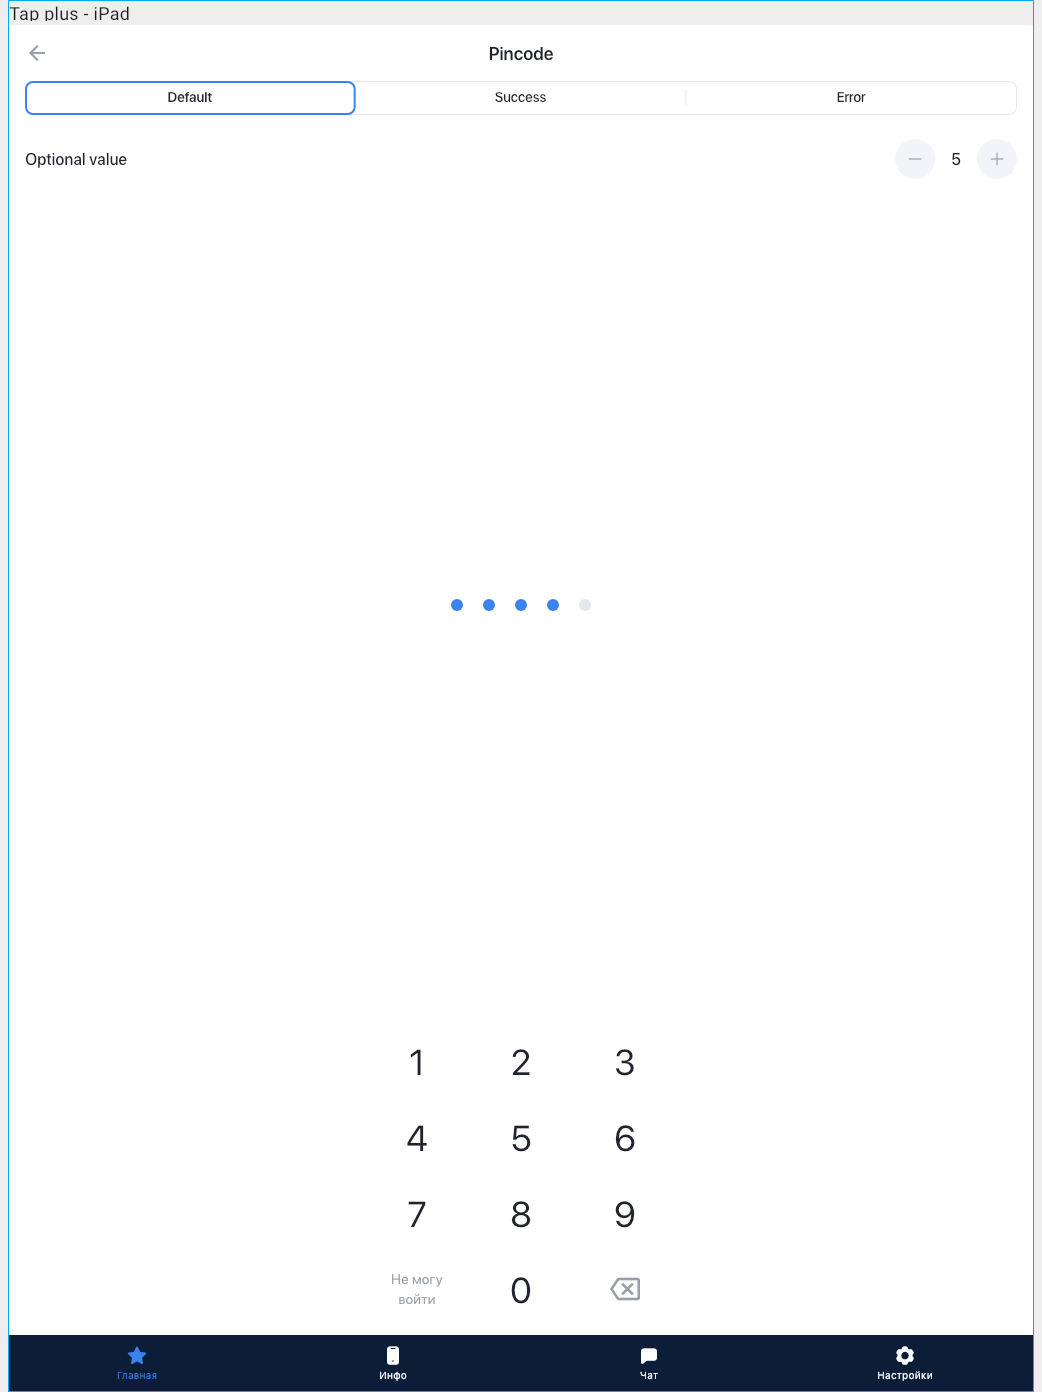 Tap plus - iPad
Pincode
Default
Success
Error
Optional value
5
1
2
3
4
5
6
7
8
9
Не могу
войти
0
Главная
Инфо
Чат
Настройки